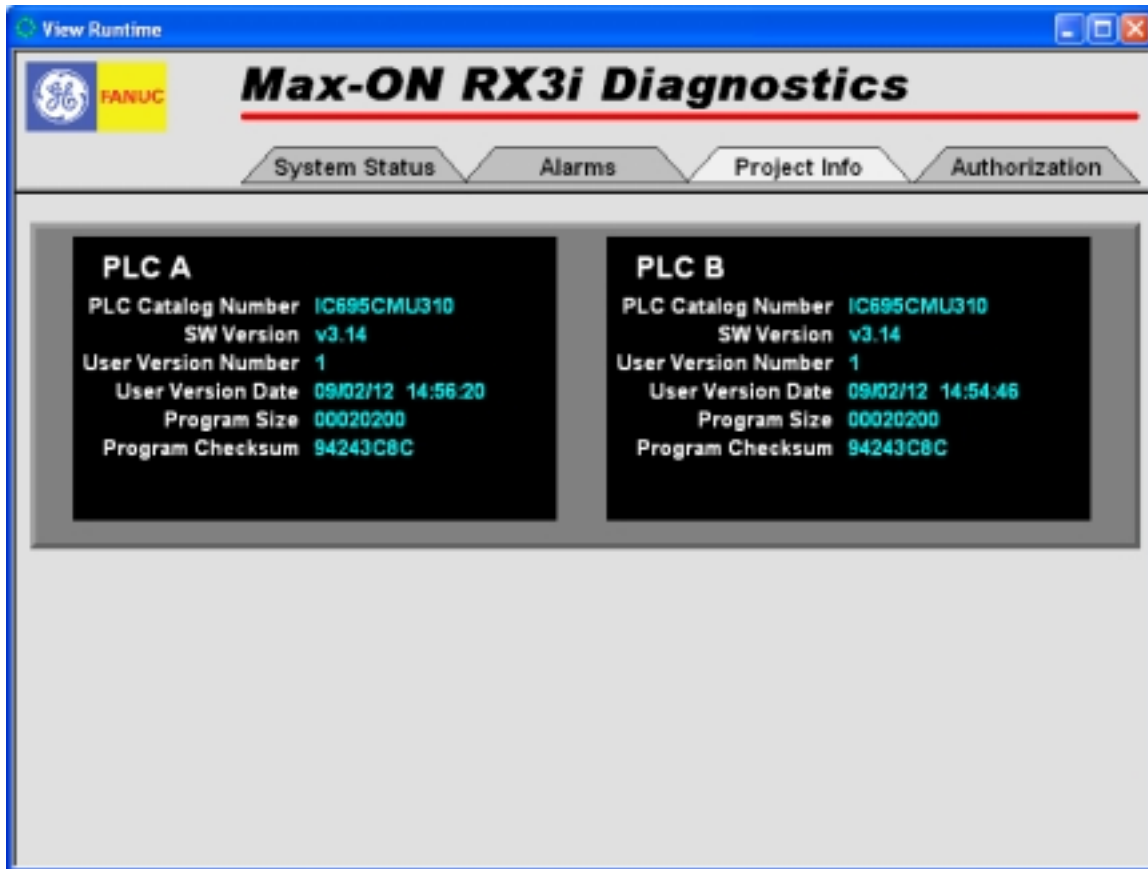 View Runtime
GE FANUC
Max-ON RX3i Diagnostics
System Status Alarms Project Info Authorization
PLC A
PLC Catalog Number IC695CMU310
SW Version v3.14
User Version Number 1
User Version Date 09/02/12 14:56:20
Program Size 00020200
Program Checksum 94243C8C
PLC B
PLC Catalog Number IC695CMU310
SW Version v3.14
User Version Number 1
User Version Date 09/02/12 14:54:46
Program Size 00020200
Program Checksum 94243C8C